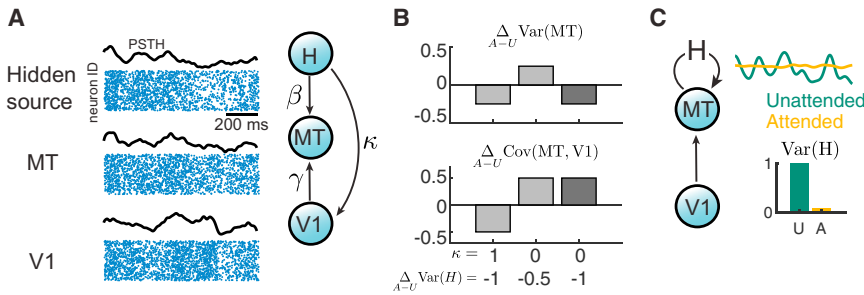 A
PSTH
Hidden
source
neuron ID
200 ms
MT
V1
H
β
MT
κ
γ
V1
B
Δ Var(MT)
A−U
0.5
0
-0.5
Δ Cov(MT, V1)
A−U
0.5
0
-0.5
κ = 1 0 0
Δ Var(H) = -1 -0.5 -1
A−U
C
H
MT
V1
Unattended
Attended
Var(H)
1
0
U A